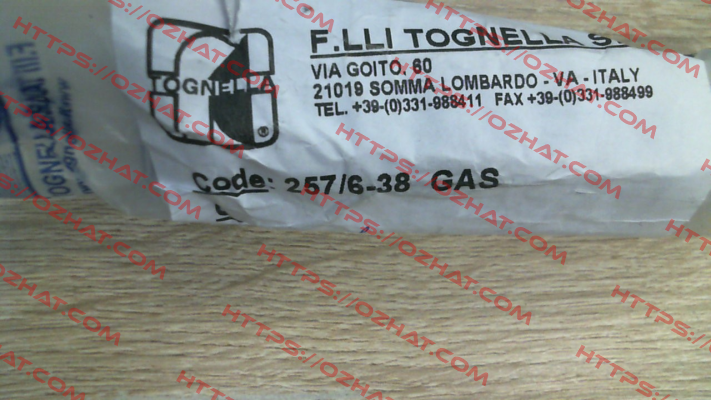 F.LLI TOGNELLA
VIA GOITO, 60
21019 SOMMA LOMBARDO - VA - ITALY
TEL. +39-(0)331-988411 FAX +39-(0)331-988499
TOGNELLA
®
Code: 257/6-38 GAS
HTTPS://OZHAT.COM